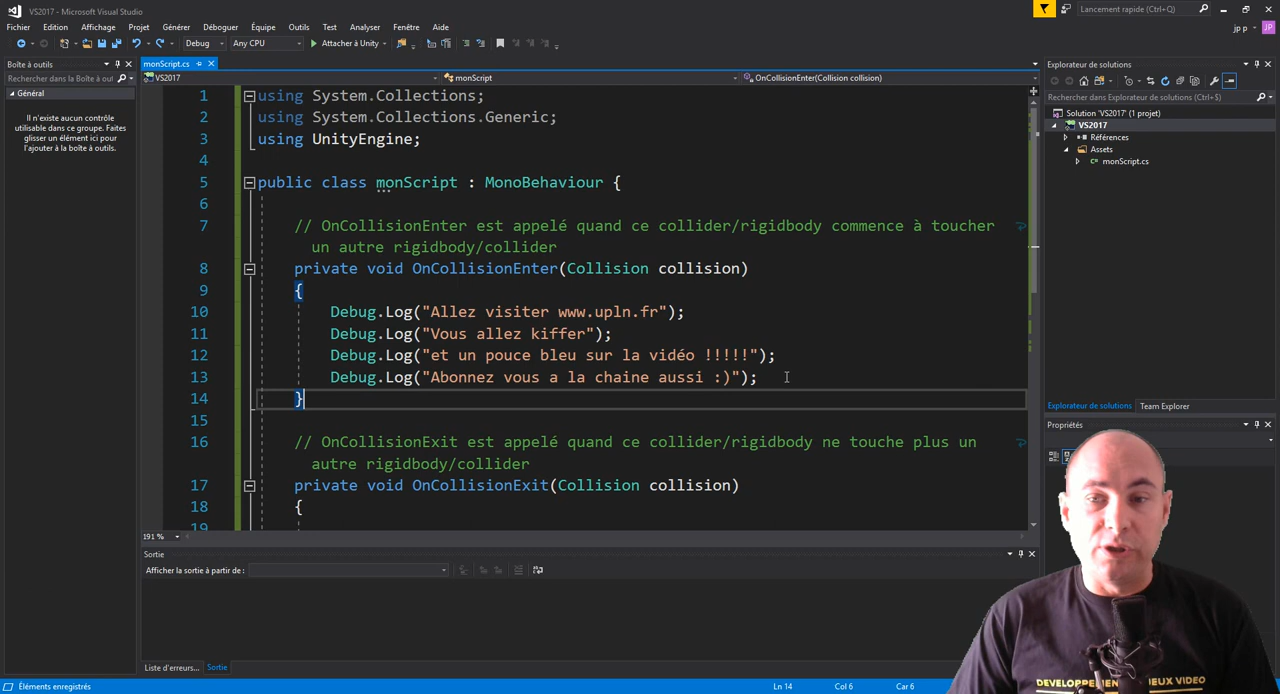 VS2017 - Microsoft Visual Studio
Lancement rapide (Ctrl+Q)
Fichier Edition Affichage Projet Générer Déboguer Équipe Outils Test Analyser Fenêtre Aide
jp p
JP
Debug Any CPU Attacher à Unity
Boîte à outils
Rechercher dans la Boîte à out
Général
Il n'existe aucun contrôle
utilisable dans ce groupe. Faites
glisser un élément ici pour
l'ajouter à la boîte à outils.
monScript.cs
VS2017 monScript OnCollisionEnter(Collision collision)
1 using System.Collections;
2 using System.Collections.Generic;
3 using UnityEngine;
4
5 public class monScript : MonoBehaviour {
6
7 // OnCollisionEnter est appelé quand ce collider/rigidbody commence à toucher
un autre rigidbody/collider
8 private void OnCollisionEnter(Collision collision)
9 {
10 Debug.Log("Allez visiter www.upln.fr");
11 Debug.Log("Vous allez kiffer");
12 Debug.Log("et un pouce bleu sur la vidéo !!!!!");
13 Debug.Log("Abonnez vous a la chaine aussi :)");
14 }
15
16 // OnCollisionExit est appelé quand ce collider/rigidbody ne touche plus un
autre rigidbody/collider
17 private void OnCollisionExit(Collision collision)
18 {
19
191 %
Sortie
Afficher la sortie à partir de :
Liste d'erreurs... Sortie
Éléments enregistrés
Ln 14 Col 6 Car 6
Explorateur de solutions
Rechercher dans Explorateur de solutions (Ctrl+$)
Solution 'VS2017' (1 projet)
VS2017
Références
Assets
monScript.cs
Explorateur de solutions Team Explorer
Propriétés
DEVELOPPEMEN IEUX VIDEO